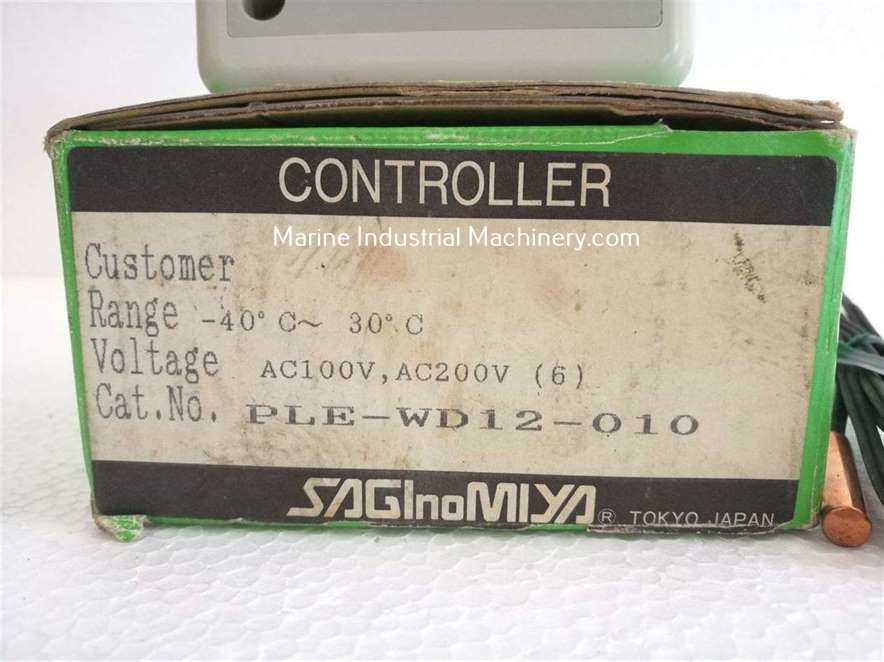 CONTROLLER
Marine Industrial Machinery.com
Customer
Range -40°C~ 30°C
Voltage AC100V,AC200V (6)
Cat.No. PLE-WD12-010
SAGInoMIYA® TOKYO JAPAN